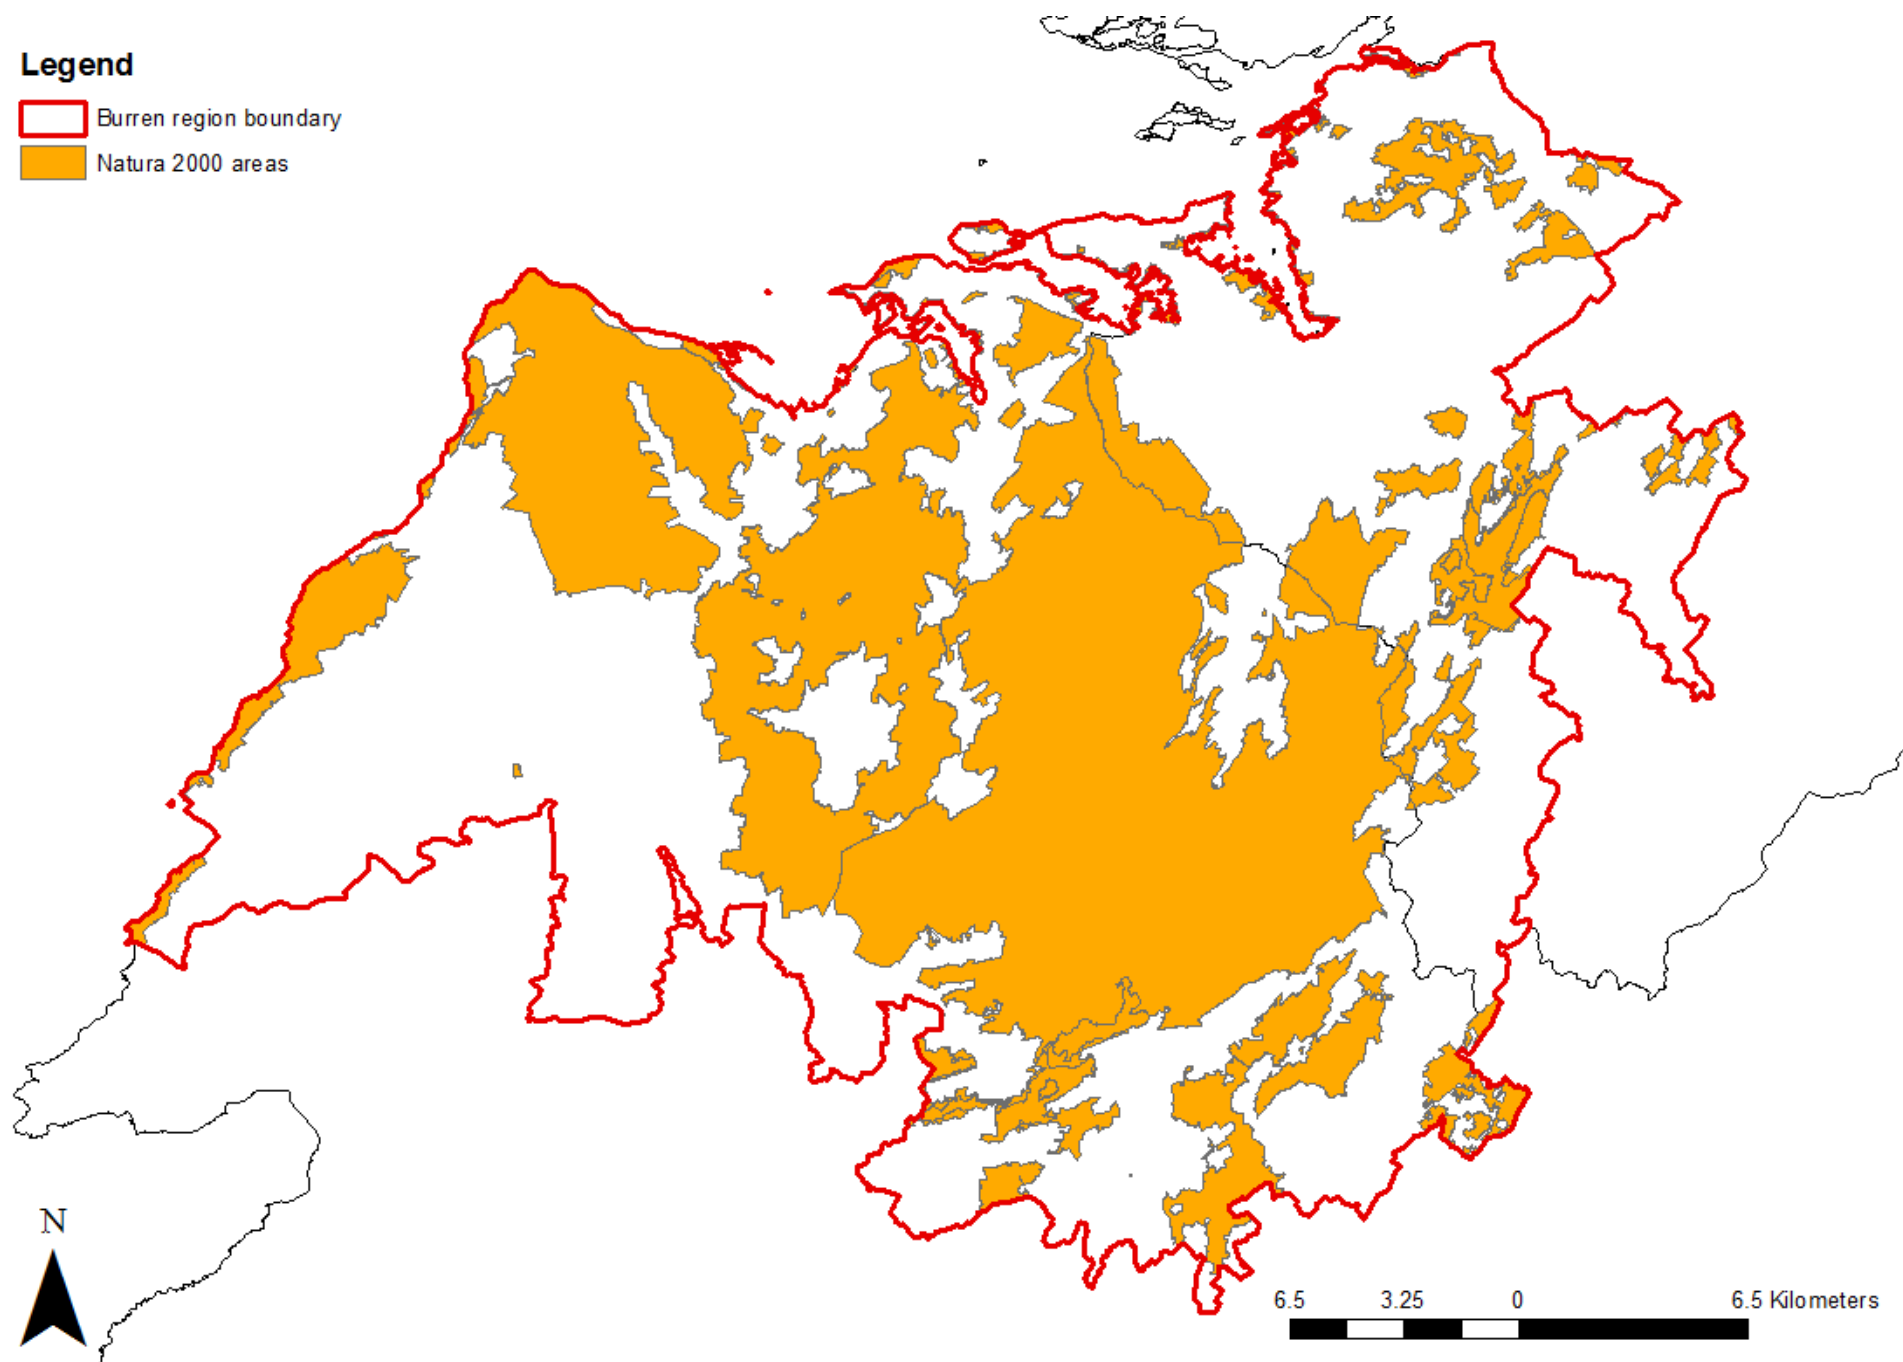 Legend
Burren region boundary
Natura 2000 areas
N
6.5 3.25 0 6.5 Kilometers